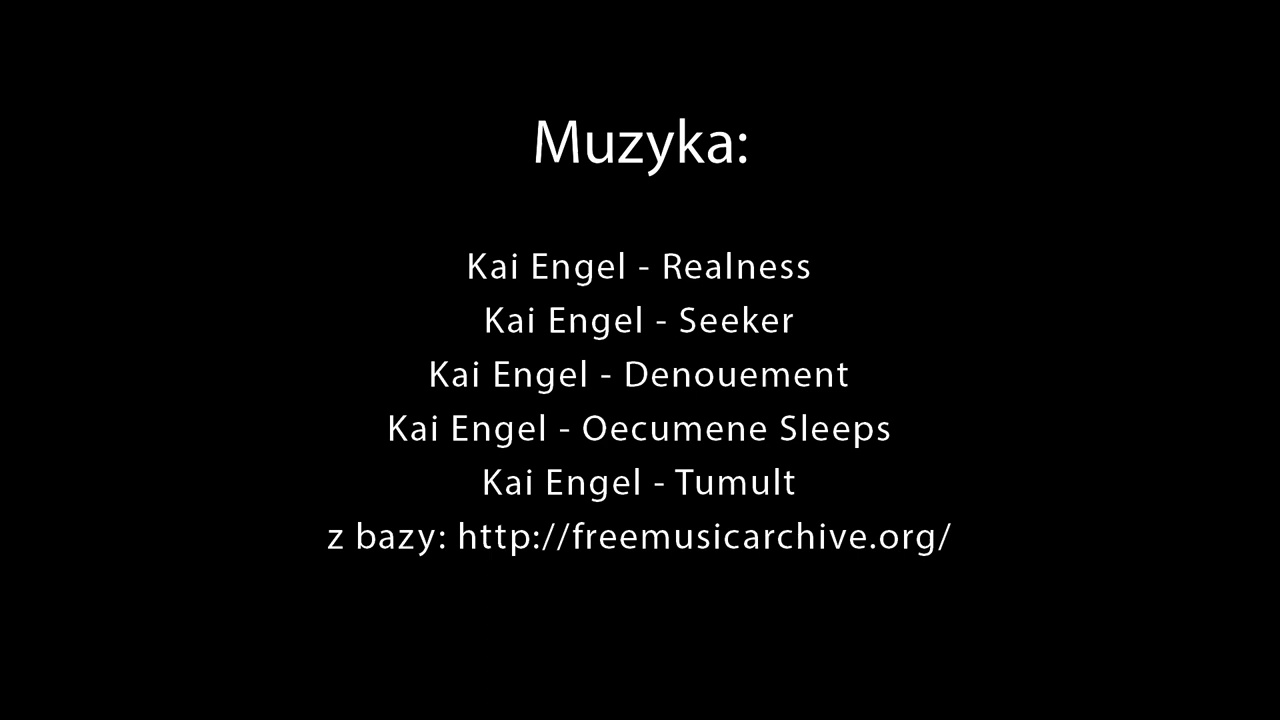 Muzyka:
Kai Engel - Realness
Kai Engel - Seeker
Kai Engel - Denouement
Kai Engel - Oecumene Sleeps
Kai Engel - Tumult
z bazy: http://freemusicarchive.org/